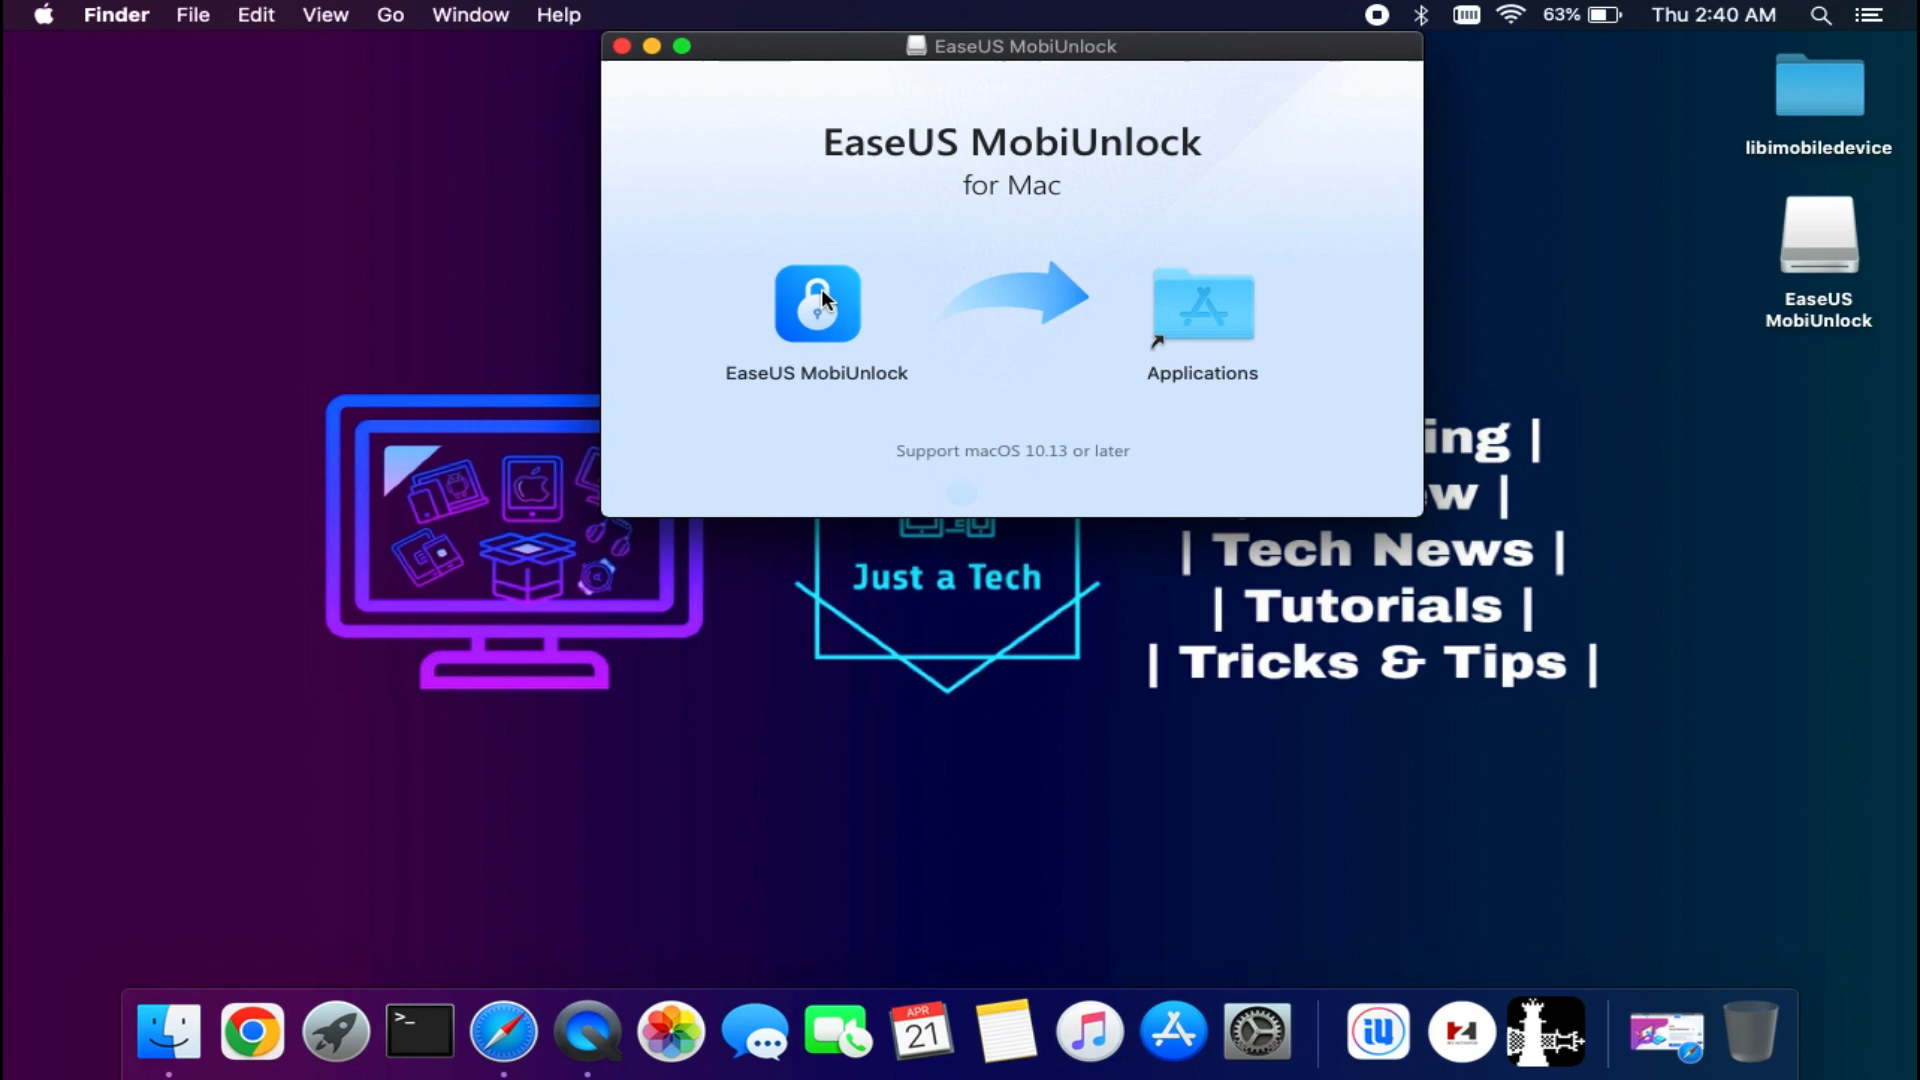 Finder File Edit View Go Window Help
63% Thu 2:40 AM
EaseUS MobiUnlock
EaseUS MobiUnlock
for Mac
EaseUS MobiUnlock
Applications
Support macOS 10.13 or later
libimobiledevice
EaseUS
MobiUnlock
Just a Tech
ing |
w |
| Tech News |
| Tutorials |
| Tricks & Tips |
>_
APR
21
iU